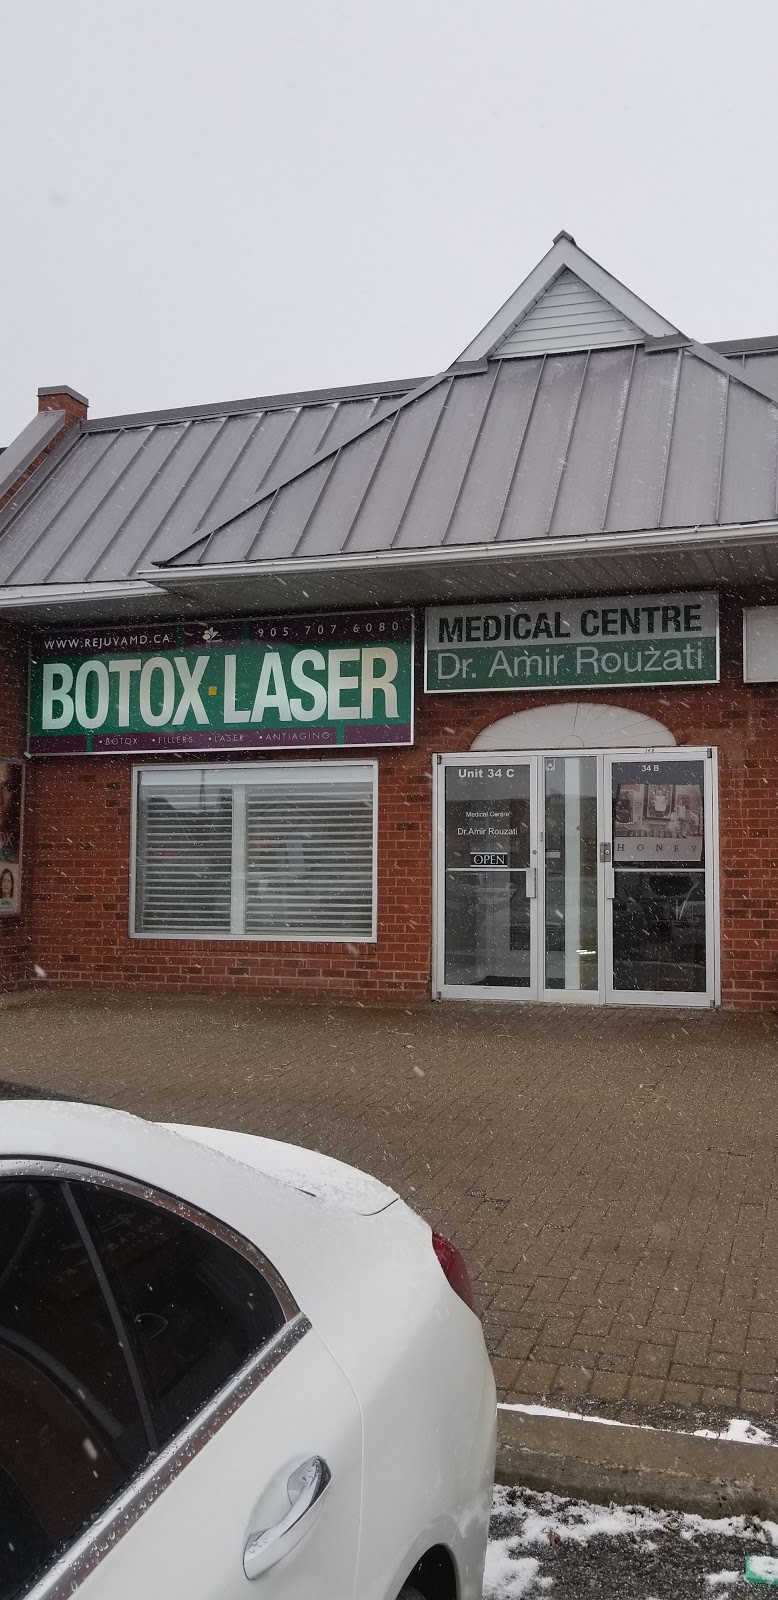 WWW.REJUVAMD.CA 905.707.6080
BOTOX·LASER
•BOTOX •FILLERS •LASER •ANTIAGING
MEDICAL CENTRE
Dr. Amir Rouzati
Unit 34 C
Medical Centre
Dr.Amir Rouzati
OPEN
34 B
HONEY